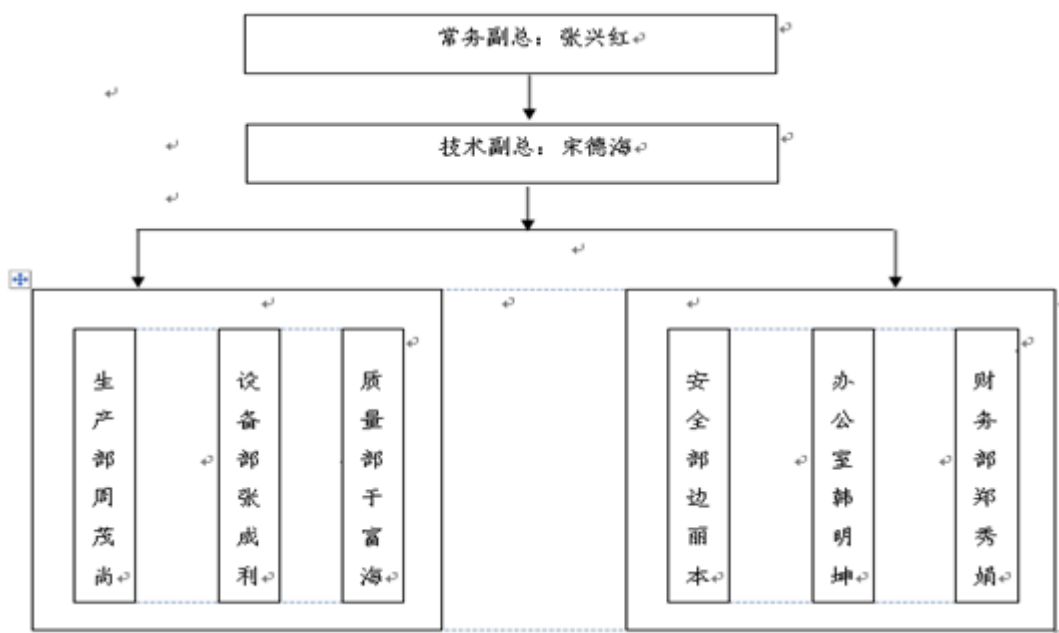 常务副总：张兴红
技术副总：宋德海
生产部周茂尚
设备部张成利
质量部于富海
安全部边丽本
办公室韩明坤
财务部郑秀娟